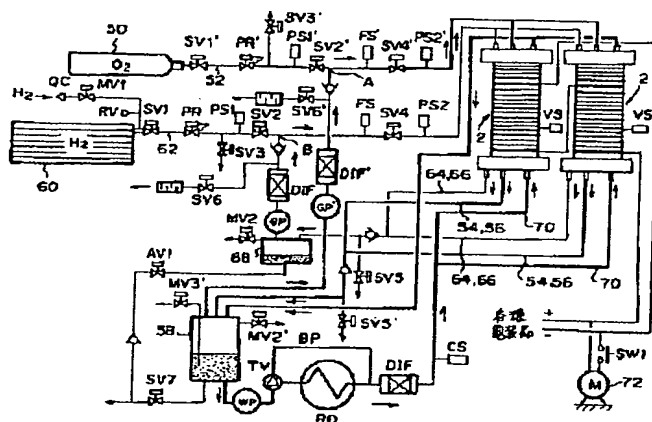 50
O2
SV1'
52
PR'
SV3'
PS1'
SV2'
FS'
SV4'
PS2'
A
QC
MV1
H2
RV
SV1
PR
PS1
SV2
SV6'
FS
SV4
PS2
2
2
VS
VS
H2
60
62
SV3
B
SV6
DIF
DIF'
GP
GP'
MV2
68
AV1
MV3'
58
MV2'
SV5
SV5'
64,66
54,56
70
64,66
54,56
70
BP
TV
CS
DIF
SV7
WP
RD
+
-
SW1
M
72